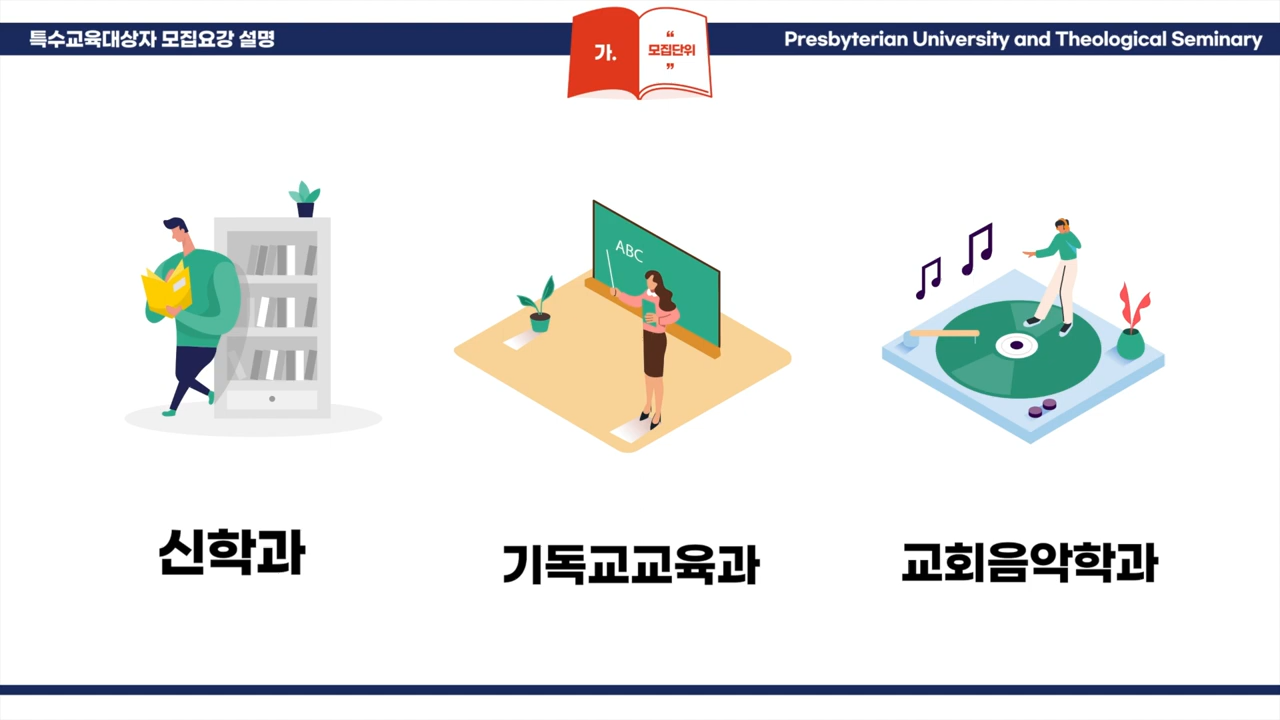 특수교육대상자 모집요강 설명
가.
“
모집단위
”
Presbyterian University and Theological Seminary
ABC
신학과
기독교교육과
교회음악학과